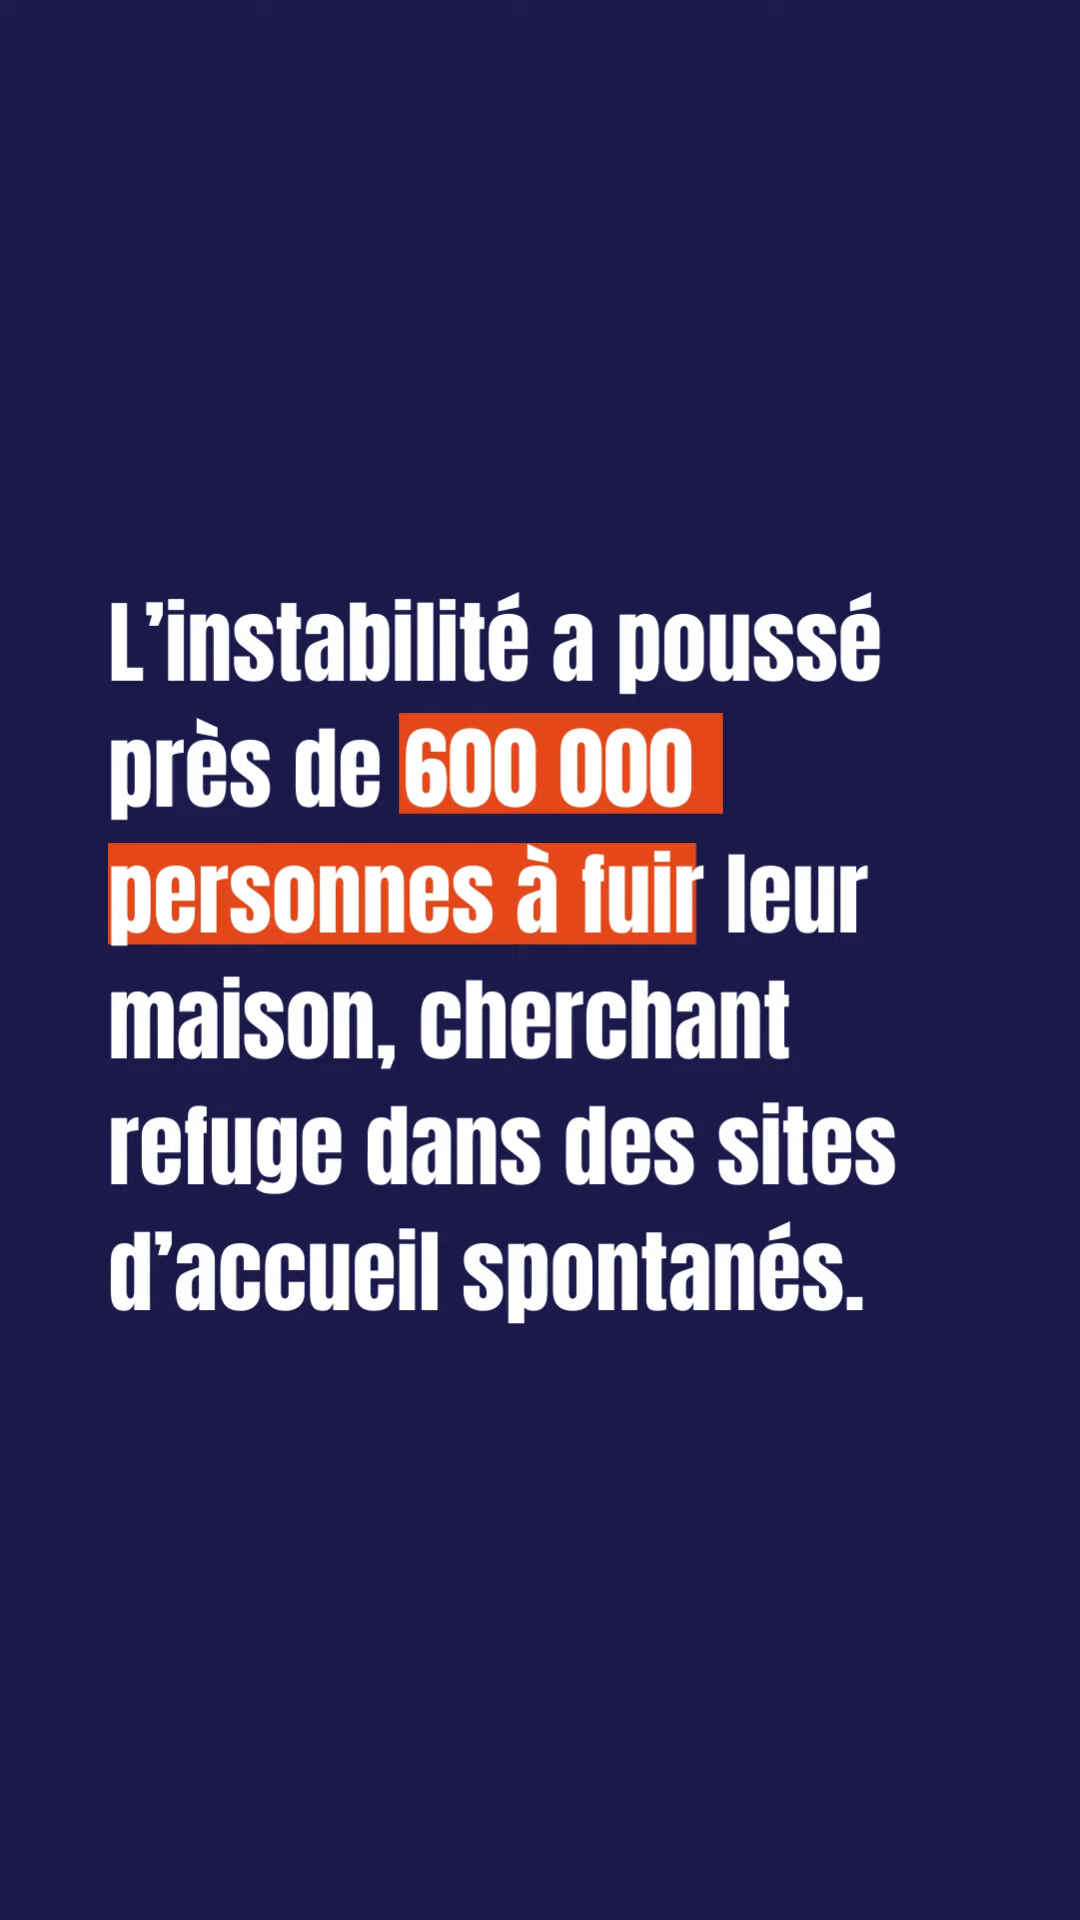 L’instabilité a poussé
près de 600 000
personnes à fuir leur
maison, cherchant
refuge dans des sites
d’accueil spontanés.